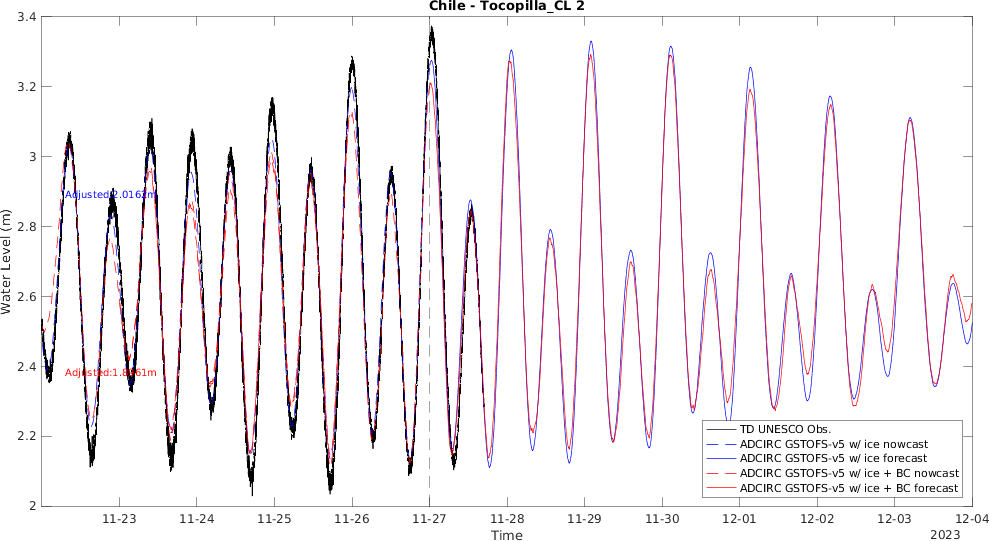 Chile - Tocopilla_CL 2
Water Level (m)
3.4
3.2
3
2.8
2.6
2.4
2.2
2
Adjusted:2.0162m
11-23
11-24
11-25
11-26
11-27
11-28
11-29
11-30
12-01
12-02
12-03
12-04
Time
2023
TD UNESCO Obs.
ADCIRC GSTOFS-v5 w/ ice nowcast
ADCIRC GSTOFS-v5 w/ ice forecast
ADCIRC GSTOFS-v5 w/ ice + BC nowcast
ADCIRC GSTOFS-v5 w/ ice + BC forecast